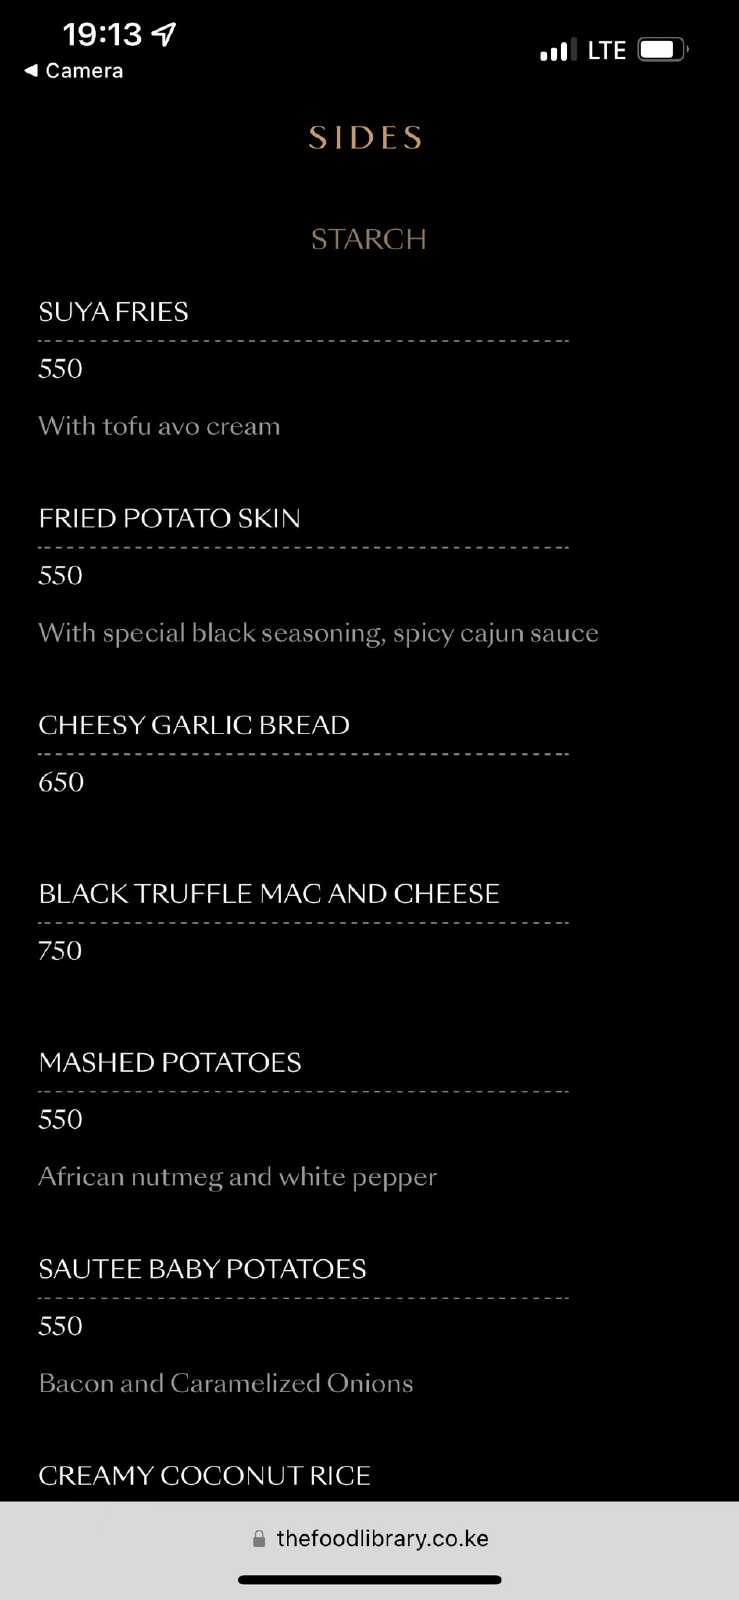 19:13
LTE
◀ Camera
SIDES
STARCH
SUYA FRIES
550
With tofu avo cream
FRIED POTATO SKIN
550
With special black seasoning, spicy cajun sauce
CHEESY GARLIC BREAD
650
BLACK TRUFFLE MAC AND CHEESE
750
MASHED POTATOES
550
African nutmeg and white pepper
SAUTEE BABY POTATOES
550
Bacon and Caramelized Onions
CREAMY COCONUT RICE
thefoodlibrary.co.ke